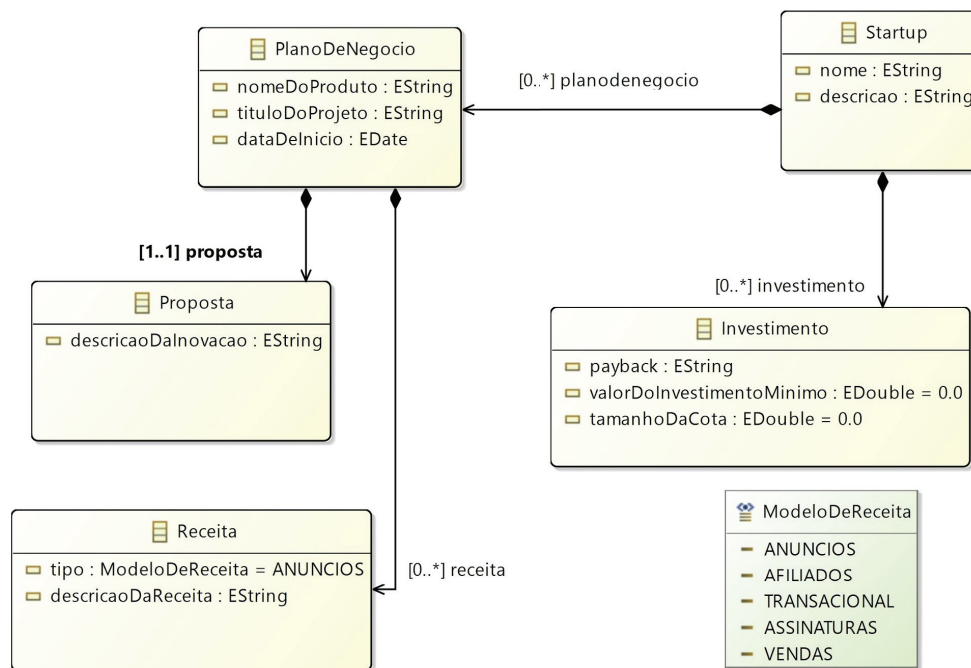 PlanoDeNegocio
nomeDoProduto : EString
tituloDoProjeto : EString
dataDeInicio : EDate
Startup
nome : EString
descricao : EString
[0..*] planodenegocio
[1..1] proposta
Proposta
descricaoDaInovacao : EString
[0..*] investimento
Investimento
payback : EString
valorDoInvestimentoMinimo : EDouble = 0.0
tamanhoDaCota : EDouble = 0.0
Receita
tipo : ModeloDeReceita = ANUNCIOS
descricaoDaReceita : EString
[0..*] receita
ModeloDeReceita
ANUNCIOS
AFILIADOS
TRANSACIONAL
ASSINATURAS
VENDAS